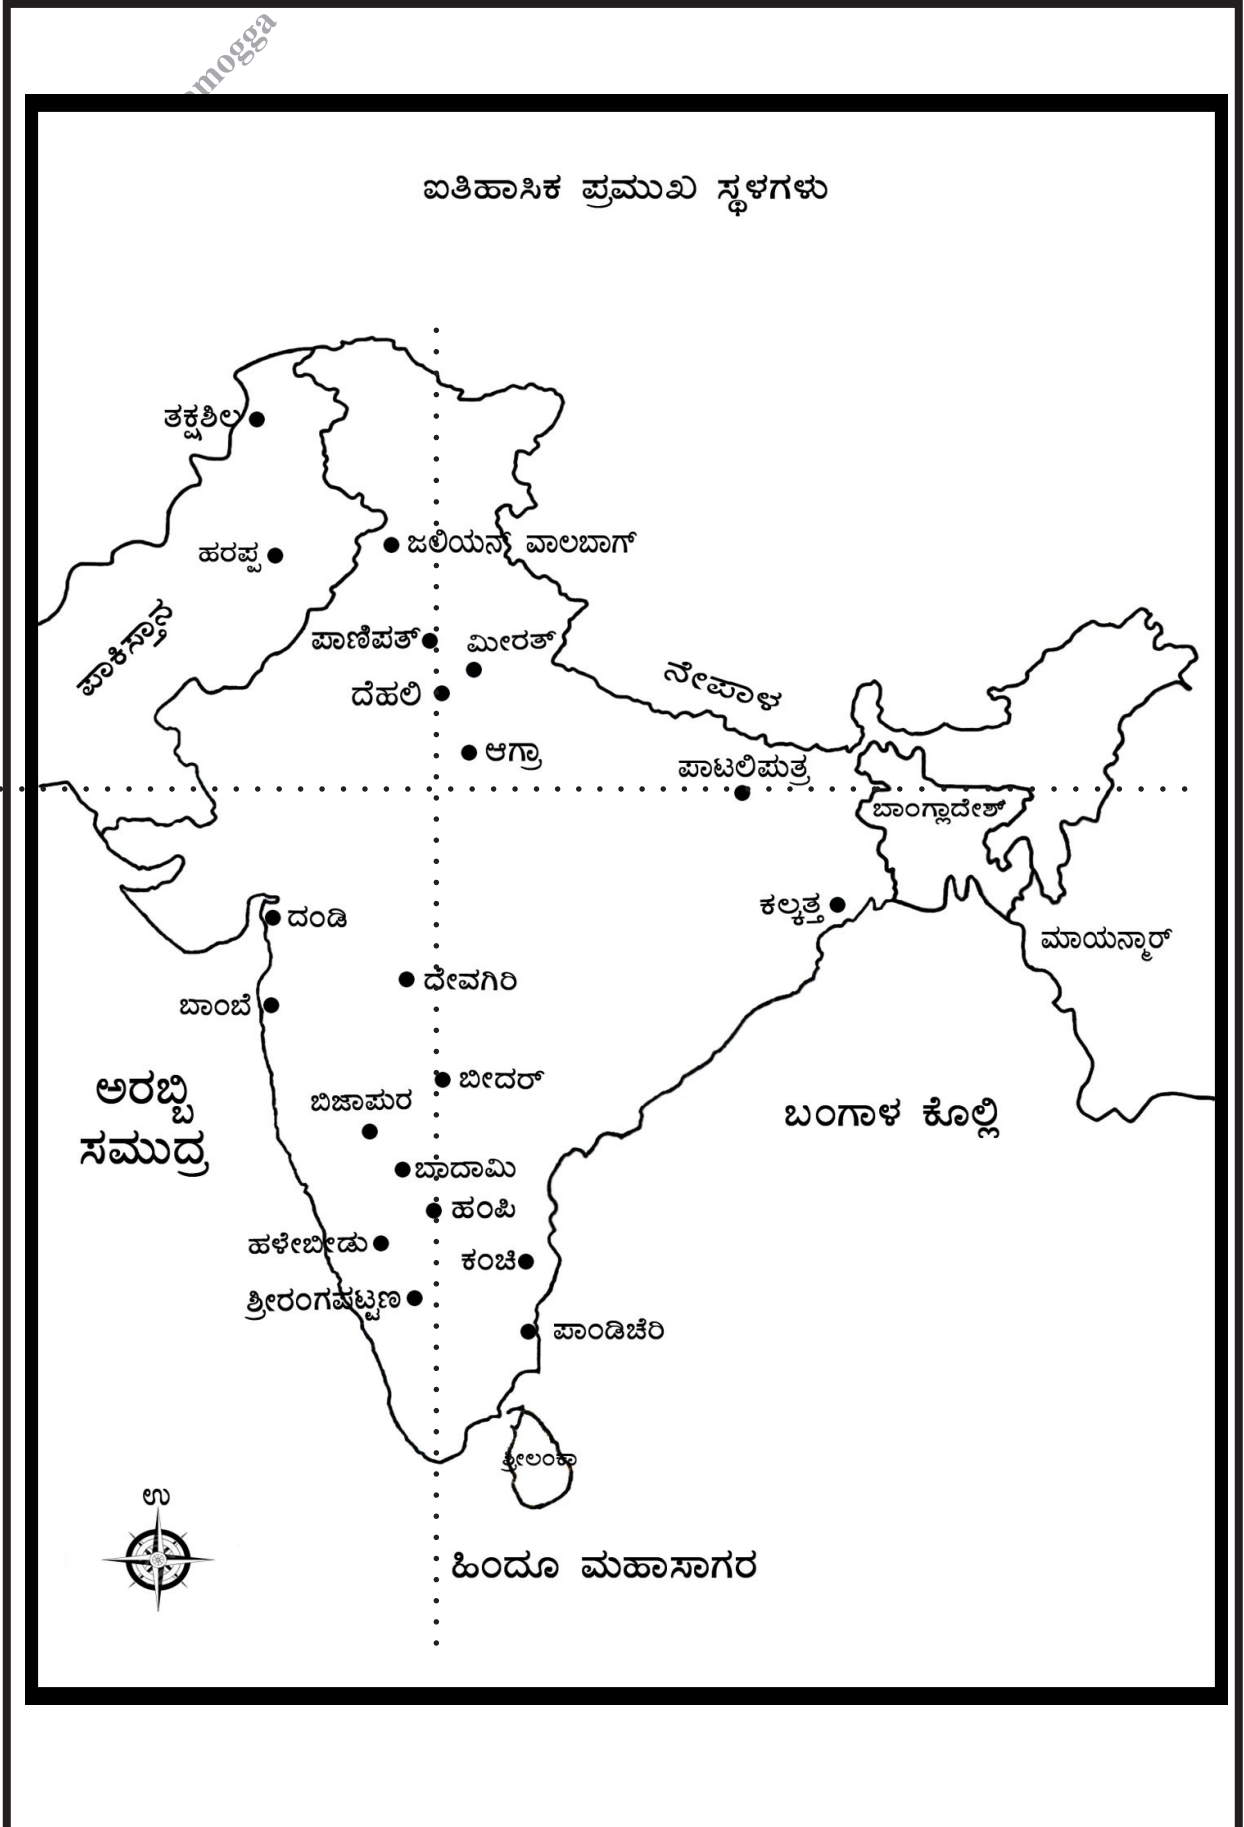 ಐತಿಹಾಸಿಕ ಪ್ರಮುಖ ಸ್ಥಳಗಳು
ತಕ್ಷಶಿಲ
ಜಲಿಯನ್ ವಾಲಬಾಗ್
ಹರಪ್ಪ
ಪಾಕಿಸ್ತಾನ
ಪಾಣಿಪತ್
ಮೀರತ್
ದೆಹಲಿ
ನೇಪಾಳ
ಆಗ್ರಾ
ಪಾಟಲಿಪುತ್ರ
ಬಾಂಗ್ಲಾದೇಶ್
ಕಲ್ಕತ್ತ
ದಂಡಿ
ಮಾಯನ್ಮಾರ್
ದೇವಗಿರಿ
ಬಾಂಬೆ
ಅರಬ್ಬಿ
ಸಮುದ್ರ
ಬೀದರ್
ಬಿಜಾಪುರ
ಬಂಗಾಳ ಕೊಲ್ಲಿ
ಬಾದಾಮಿ
ಹಂಪಿ
ಹಳೇಬೀಡು
ಕಂಚಿ
ಶ್ರೀರಂಗಪಟ್ಟಣ
ಪಾಂಡಿಚೆರಿ
ಶ್ರೀಲಂಕಾ
ಉ
ಹಿಂದೂ ಮಹಾಸಾಗರ